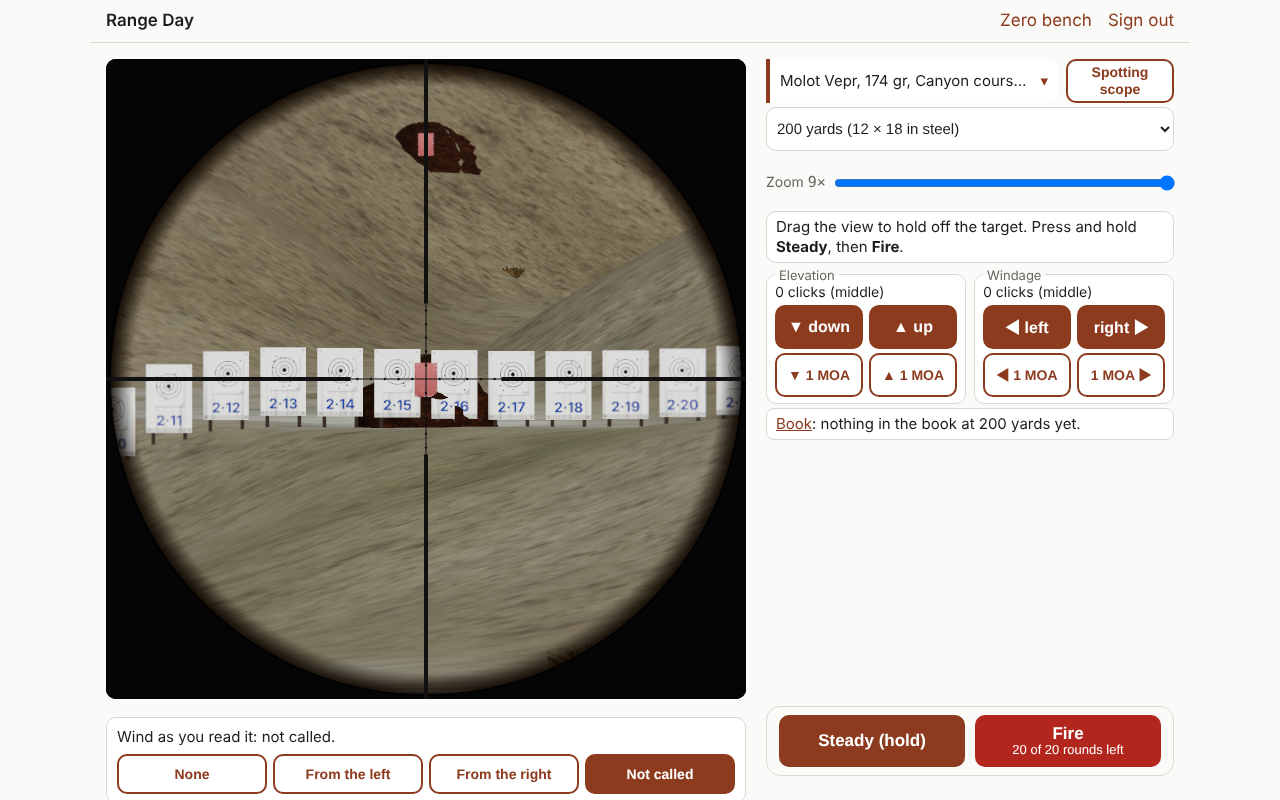 Range Day
Zero bench
Sign out
2·11
2·12
2·13
2·14
2·15
2·16
2·17
2·18
2·19
2·20
Molot Vepr, 174 gr, Canyon cours… ▼
Spotting
scope
200 yards (12 × 18 in steel)
Zoom 9×
Drag the view to hold off the target. Press and hold
Steady, then Fire.
Elevation
0 clicks (middle)
▼ down
▲ up
▼ 1 MOA
▲ 1 MOA
Windage
0 clicks (middle)
◀ left
right ▶
◀ 1 MOA
1 MOA ▶
Book: nothing in the book at 200 yards yet.
Wind as you read it: not called.
None
From the left
From the right
Not called
Steady (hold)
Fire
20 of 20 rounds left